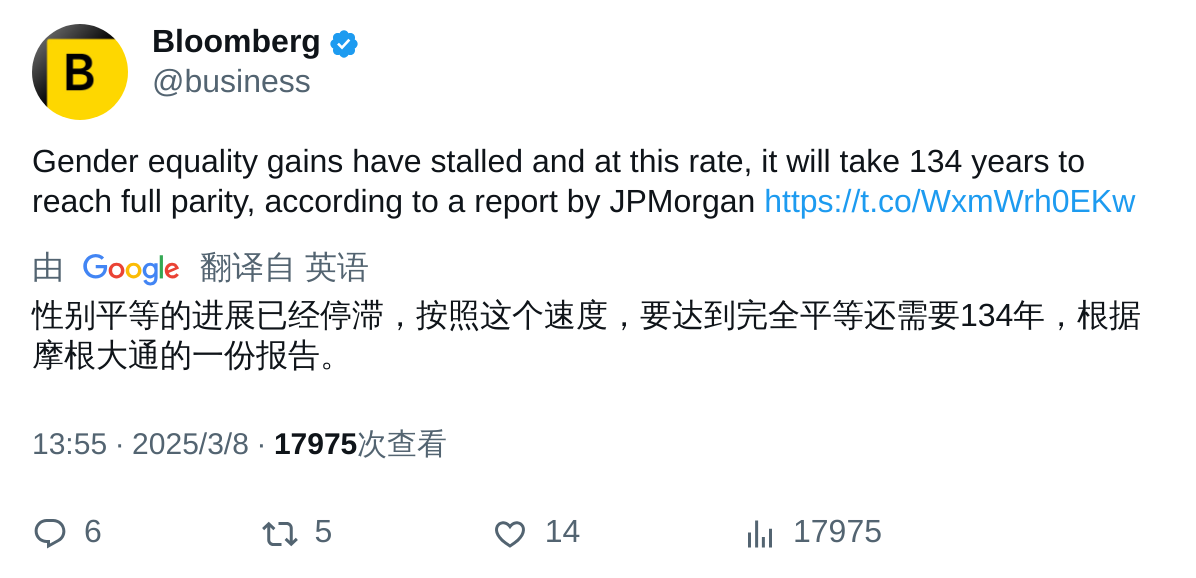 B
Bloomberg
@business
Gender equality gains have stalled and at this rate, it will take 134 years to
reach full parity, according to a report by JPMorgan https://t.co/WxmWrh0EKw
由 Google 翻译自 英语
性别平等的进展已经停滞，按照这个速度，要达到完全平等还需要134年，根据
摩根大通的一份报告。
13:55 · 2025/3/8 · 17975次查看
6 5 14 17975